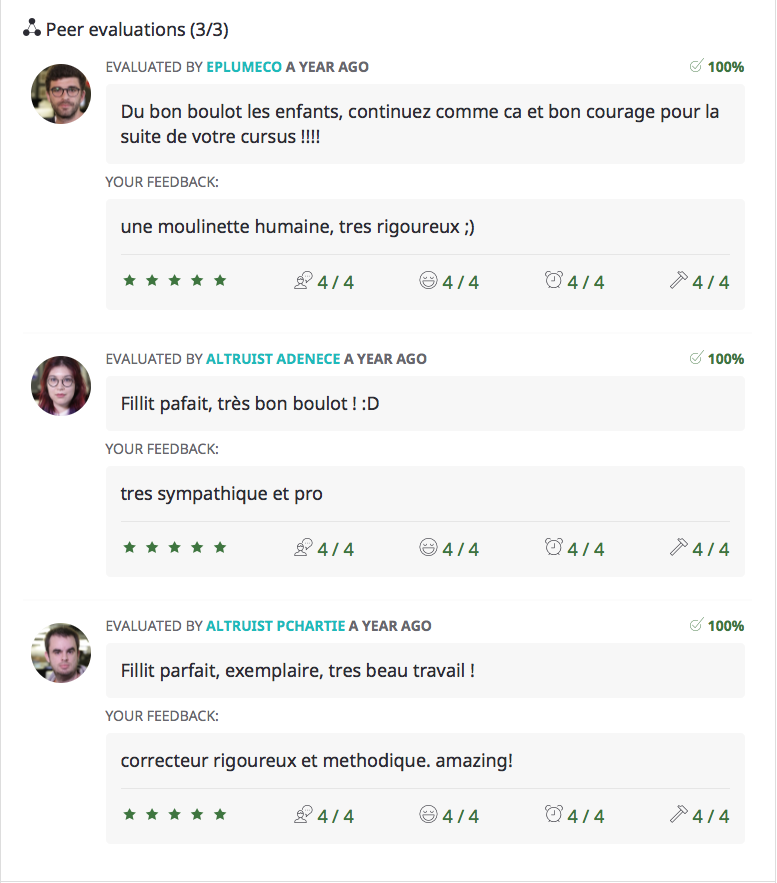 Peer evaluations (3/3)
EVALUATED BY EPLUMECO A YEAR AGO 100%
Du bon boulot les enfants, continuez comme ca et bon courage pour la
suite de votre cursus !!!!
YOUR FEEDBACK:
une moulinette humaine, tres rigoureux ;)
4 / 4 4 / 4 4 / 4 4 / 4
EVALUATED BY ALTRUIST ADENECE A YEAR AGO 100%
Fillit pafait, très bon boulot ! :D
YOUR FEEDBACK:
tres sympathique et pro
4 / 4 4 / 4 4 / 4 4 / 4
EVALUATED BY ALTRUIST PCHARTIE A YEAR AGO 100%
Fillit parfait, exemplaire, tres beau travail !
YOUR FEEDBACK:
correcteur rigoureux et methodique. amazing!
4 / 4 4 / 4 4 / 4 4 / 4